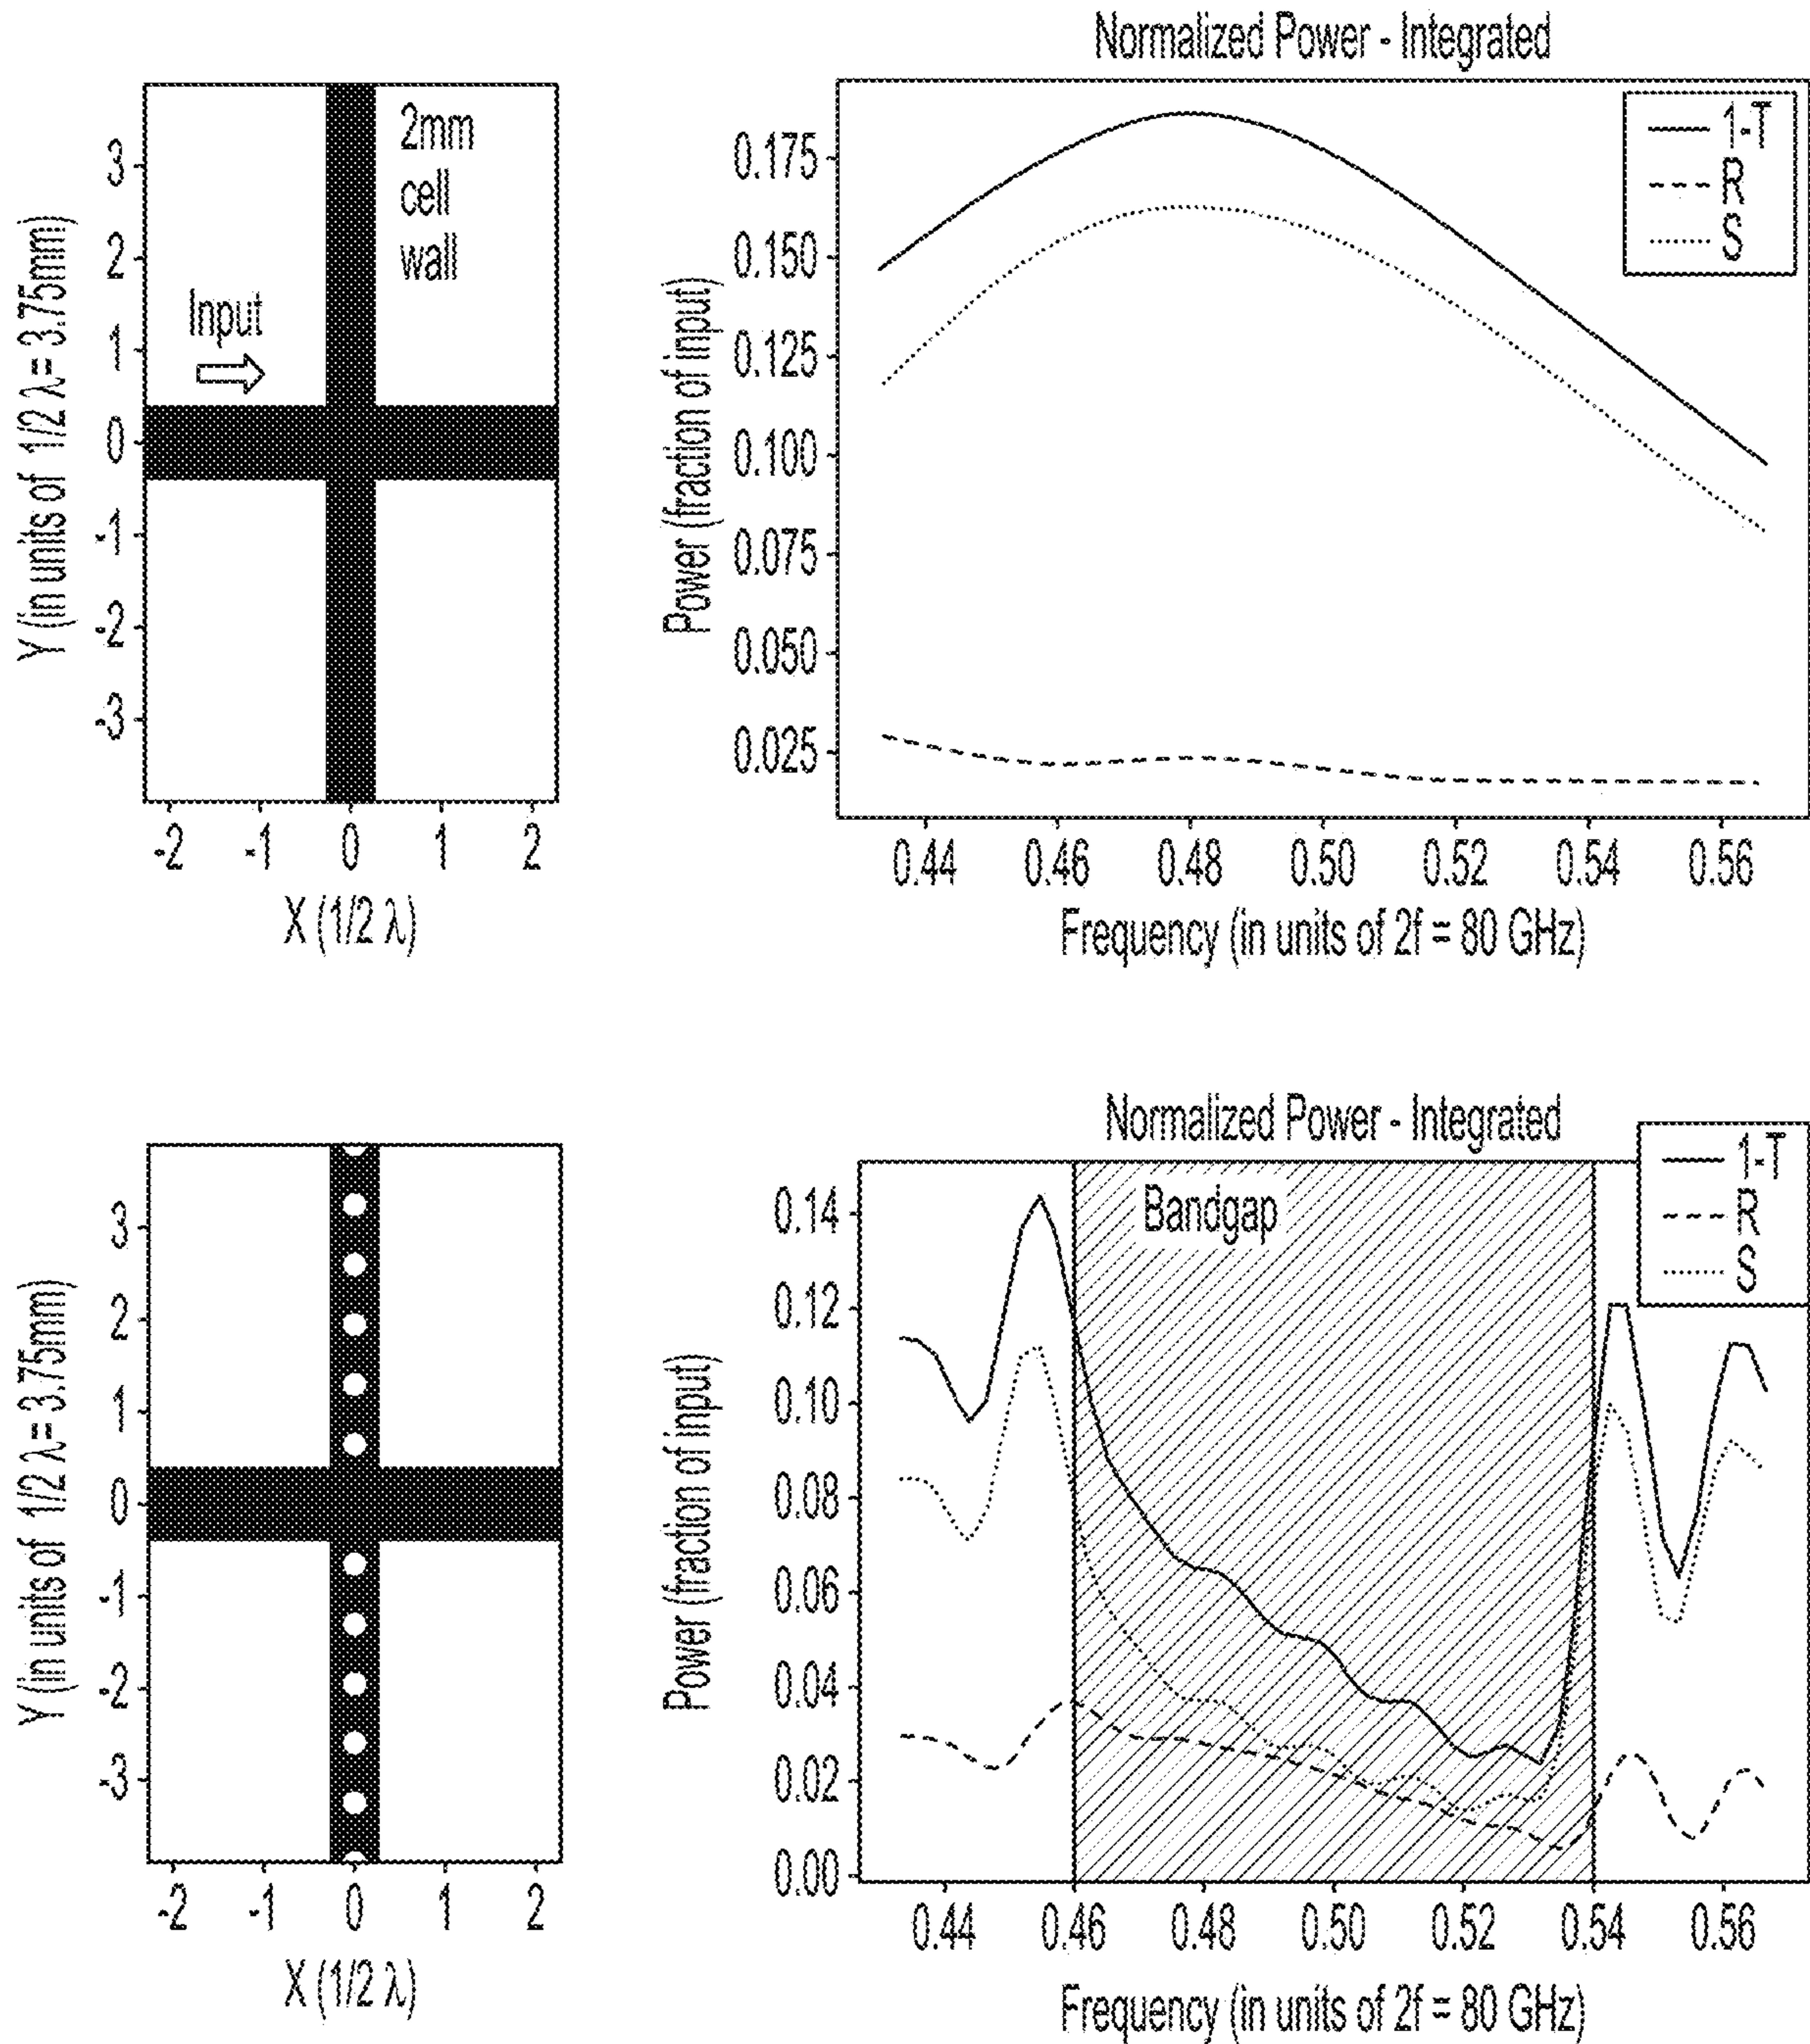 Normalized Power - Integrated
Y (in units of 1/2 λ = 3.75mm)
3
2
1
0
-1
-2
-3
2mm
cell
wall
Input
-2 -1 0 1 2
X (1/2 λ)
Power (fraction of input)
0.175
0.150
0.125
0.100
0.075
0.050
0.025
1-T
R
S
0.44 0.46 0.48 0.50 0.52 0.54 0.56
Frequency (in units of 2f = 80 GHz)
Y (in units of 1/2 λ = 3.75mm)
3
2
1
0
-1
-2
-3
-2 -1 0 1 2
X (1/2 λ)
Normalized Power - Integrated
Power (fraction of input)
0.14
0.12
0.10
0.08
0.06
0.04
0.02
0.00
Bandgap
1-T
R
S
0.44 0.46 0.48 0.50 0.52 0.54 0.56
Frequency (in units of 2f = 80 GHz)